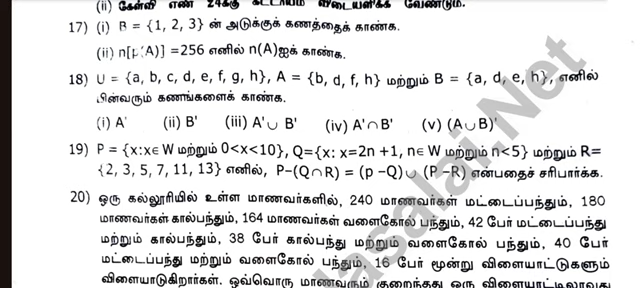 (ii) கேள்வி எண் 24க்கு கட்டாயம் விடையளிக்க வேண்டும்.
17) (i) B = {1, 2, 3} ன் அடுக்குக் கணத்தைக் காண்க.
(ii) n[p(A)] =256 எனில் n(A)ஐக் காண்க.
18) U = {a, b, c, d, e, f, g, h}, A = {b, d, f, h} மற்றும் B = {a, d, e, h}, எனில்
பின்வரும் கணங்களைக் காண்க.
(i) A' (ii) B' (iii) A'∪ B' (iv) A'∩B' (v) (A∪B)'
19) P = {x:x∈W மற்றும் 0<x<10}, Q={x: x=2n +1, n∈W மற்றும் n<5} மற்றும் R=
{2, 3, 5, 7, 11, 13} எனில், P–(Q∩R) = (p –Q)∪ (P –R) என்பதைச் சரிபார்க்க.
20) ஒரு கல்லூரியில் உள்ள மாணவர்களில், 240 மாணவர்கள் மட்டைப்பந்தும், 180
மாணவர்கள் கால்பந்தும், 164 மாணவர்கள் வளைகோல் பந்தும், 42 பேர் மட்டைப்பந்து
மற்றும் கால்பந்தும், 38 பேர் கால்பந்து மற்றும் வளைகோல் பந்தும், 40 பேர்
மட்டைப்பந்து மற்றும் வளைகோல் பந்தும், 16 பேர் மூன்று விளையாட்டுகளும்
விளையாடுகிறார்கள். ஒவ்வொரு மாணவரும் குறைந்தது ஒரு விளையாட்டிலாவது